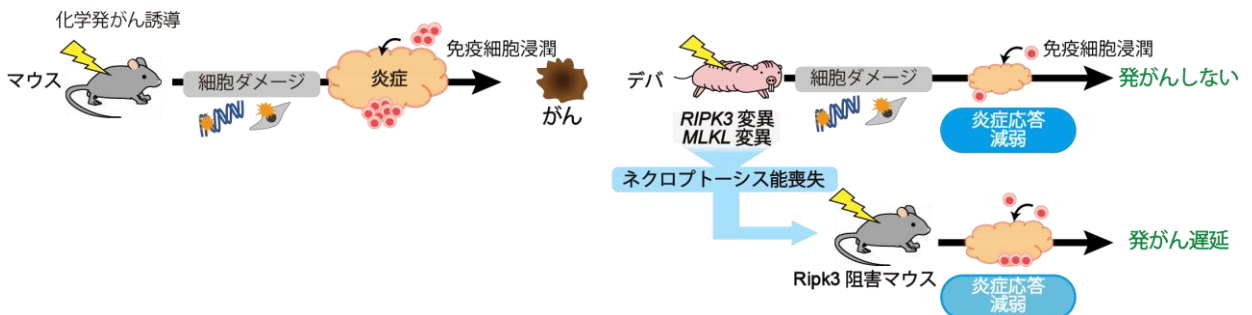 化学発がん誘導
マウス
細胞ダメージ
炎症
免疫細胞浸潤
がん
デバ
RIPK3 変異
MLKL 変異
細胞ダメージ
免疫細胞浸潤
炎症応答
減弱
発がんしない
ネクロプトーシス能喪失
Ripk3 阻害マウス
炎症応答
減弱
発がん遅延